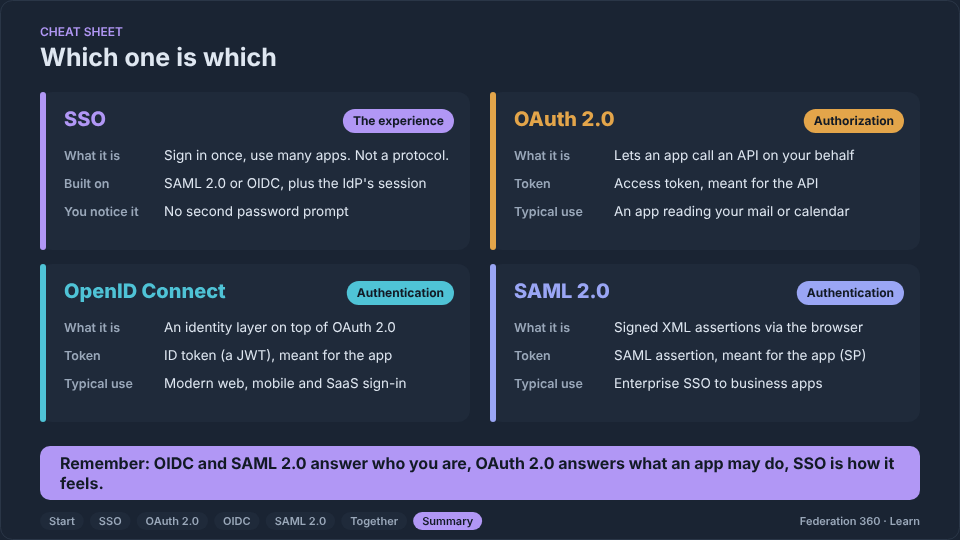 CHEAT SHEET
Which one is which
SSO
The experience
What it is Sign in once, use many apps. Not a protocol.
Built on SAML 2.0 or OIDC, plus the IdP's session
You notice it No second password prompt
OAuth 2.0
Authorization
What it is Lets an app call an API on your behalf
Token Access token, meant for the API
Typical use An app reading your mail or calendar
OpenID Connect
Authentication
What it is An identity layer on top of OAuth 2.0
Token ID token (a JWT), meant for the app
Typical use Modern web, mobile and SaaS sign-in
SAML 2.0
Authentication
What it is Signed XML assertions via the browser
Token SAML assertion, meant for the app (SP)
Typical use Enterprise SSO to business apps
Remember: OIDC and SAML 2.0 answer who you are, OAuth 2.0 answers what an app may do, SSO is how it
feels.
Start SSO OAuth 2.0 OIDC SAML 2.0 Together Summary
Federation 360 · Learn